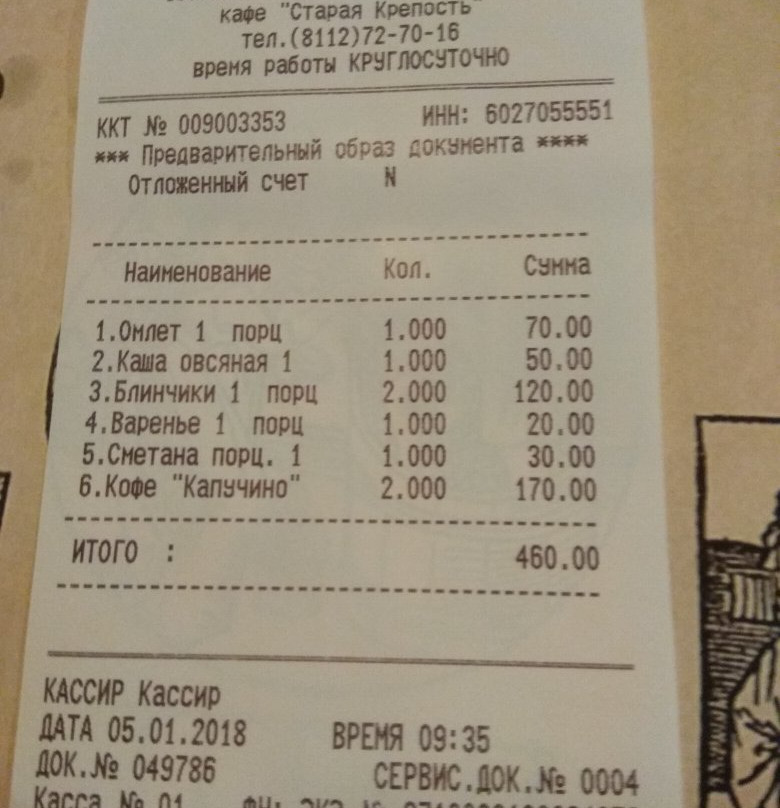 кафе "Старая Крепость"
тел.(8112)72-70-16
время работы КРУГЛОСУТОЧНО
ККТ № 009003353 ИНН: 6027055551
*** Предварительный образ документа ****
Отложенный счет N
Наименование Кол. Сумма
1.Омлет 1 порц 1.000 70.00
2.Каша овсяная 1 1.000 50.00
3.Блинчики 1 порц 2.000 120.00
4.Варенье 1 порц 1.000 20.00
5.Сметана порц. 1 1.000 30.00
6.Кофе "Капучино" 2.000 170.00
ИТОГО : 460.00
КАССИР Кассир
ДАТА 05.01.2018 ВРЕМЯ 09:35
ДОК.№ 049786 СЕРВИС.ДОК.№ 0004
Касса № 01